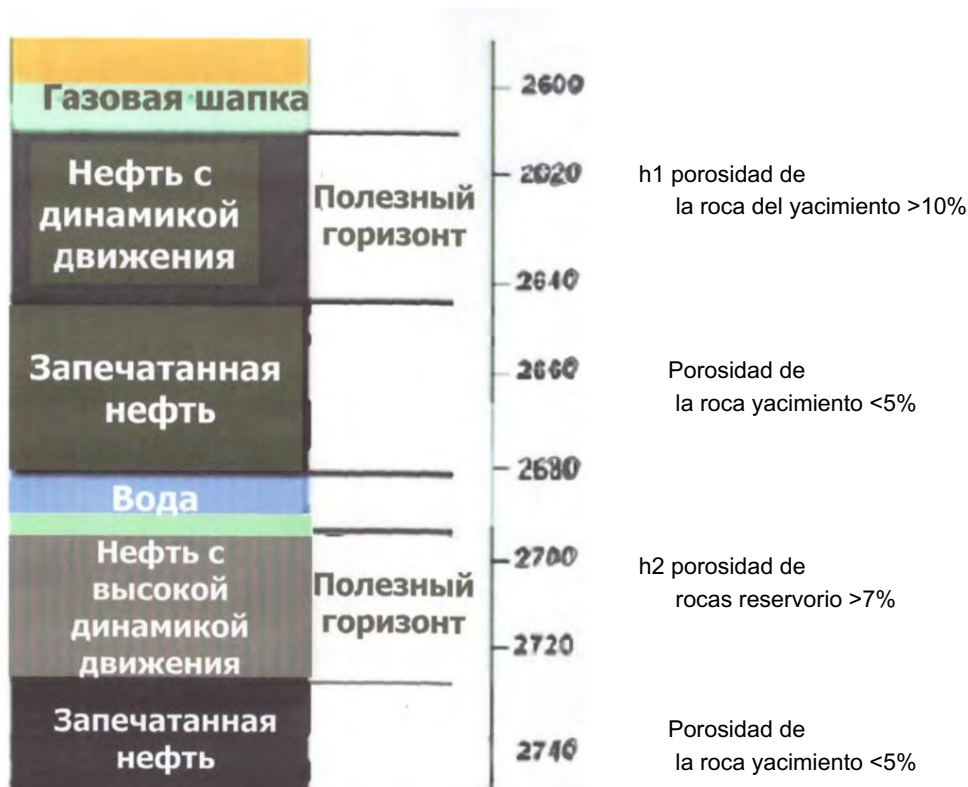 Газовая шапка
2600
Нефть с
динамикой
движения
Полезный
горизонт
2020
h1 porosidad de
la roca del yacimiento >10%
2640
Запечатанная
нефть
2660
Porosidad de
la roca yacimiento <5%
2680
Вода
Нефть с
высокой
динамикой
движения
Полезный
горизонт
2700
h2 porosidad de
rocas reservorio >7%
2720
Запечатанная
нефть
2740
Porosidad de
la roca yacimiento <5%